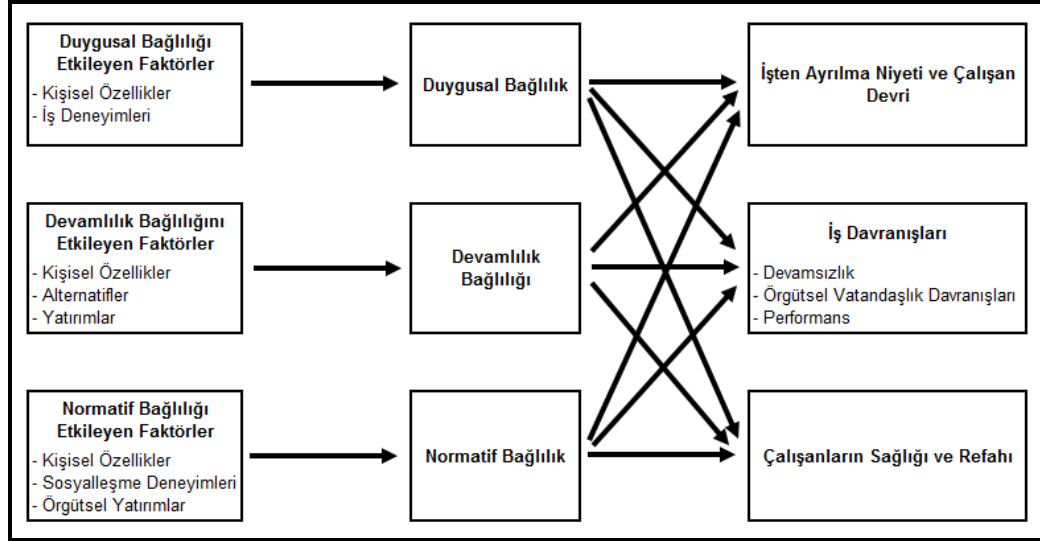 Duygusal Bağlılığı
Etkileyen Faktörler
- Kişisel Özellikler
- İş Deneyimleri
Duygusal Bağlılık
İşten Ayrılma Niyeti ve Çalışan
Devri
Devamlılık Bağlılığını
Etkileyen Faktörler
- Kişisel Özellikler
- Alternatifler
- Yatırımlar
Devamlılık
Bağlılığı
İş Davranışları
- Devamsızlık
- Örgütsel Vatandaşlık Davranışları
- Performans
Normatif Bağlılığı
Etkileyen Faktörler
- Kişisel Özellikler
- Sosyalleşme Deneyimleri
- Örgütsel Yatırımlar
Normatif Bağlılık
Çalışanların Sağlığı ve Refahı